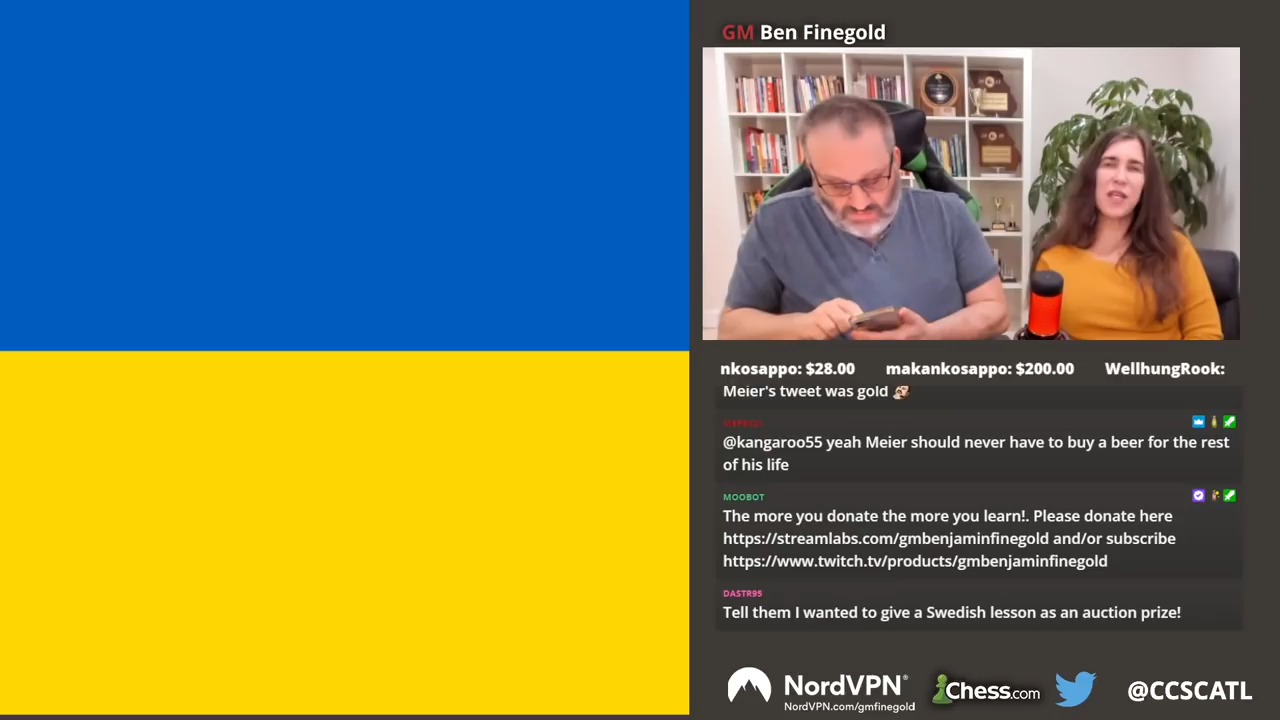 GM Ben Finegold
nkosappo: $28.00 makankosappo: $200.00 WellhungRook:
Meier's tweet was gold
@kangaroo55 yeah Meier should never have to buy a beer for the rest
of his life
MOOBOT
The more you donate the more you learn!. Please donate here
https://streamlabs.com/gmbenjaminfinegold and/or subscribe
https://www.twitch.tv/products/gmbenjaminfinegold
DASTR95
Tell them I wanted to give a Swedish lesson as an auction prize!
NordVPN®
NordVPN.com/gmfinegold
Chess.com
@CCSCATL